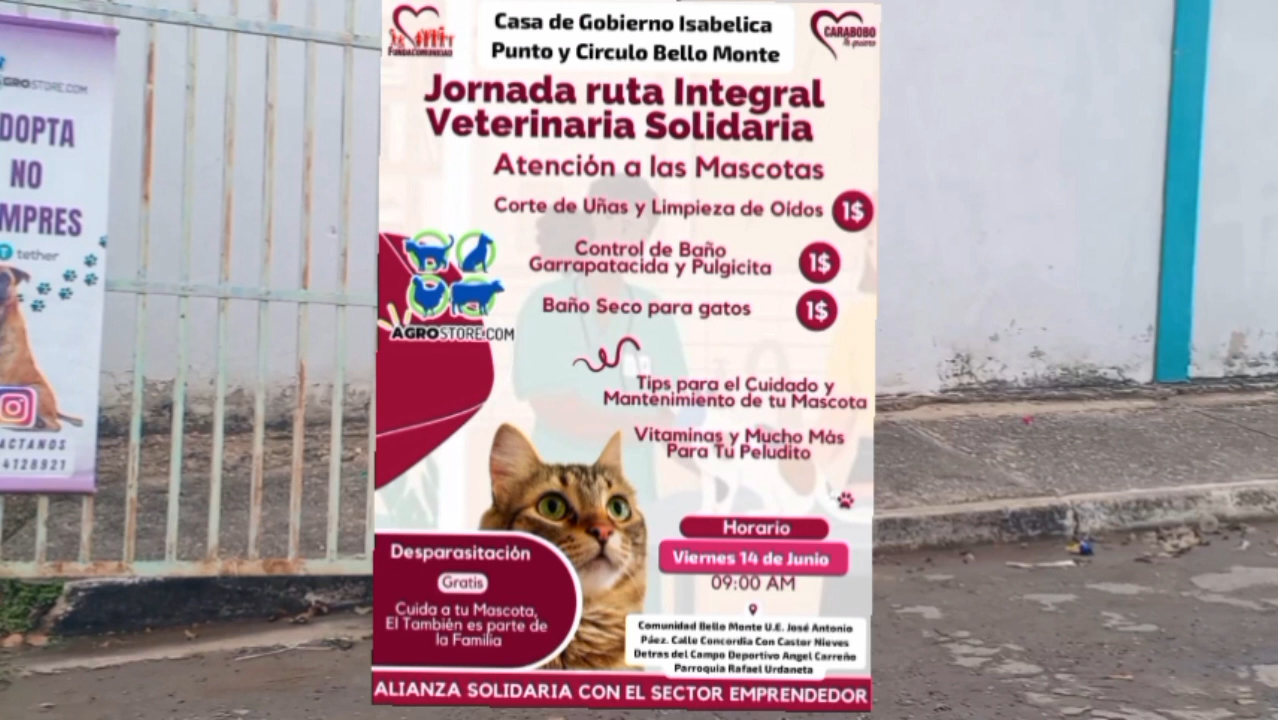 GROSTORE.COM
DOPTA
NO
MPRES
tether
ACTANOS
4128921
FUNDACOMUNIDAD
Casa de Gobierno Isabelica
Punto y Circulo Bello Monte
CARABOBO
te quiero
Jornada ruta Integral
Veterinaria Solidaria
Atención a las Mascotas
Corte de Uñas y Limpieza de Oídos 1$
Control de Baño
Garrapatacida y Pulgicita 1$
Baño Seco para gatos 1$
AGROSTORE.COM
Tips para el Cuidado y
Mantenimiento de tu Mascota
Vitaminas y Mucho Más
Para Tu Peludito
Desparasitación
Gratis
Cuida a tu Mascota,
El También es parte de
la Familia
Horario
Viernes 14 de Junio
09:00 AM
Comunidad Bello Monte U.E. José Antonio
Páez. Calle Concordia Con Castor Nieves
Detras del Campo Deportivo Angel Carreño
Parroquia Rafael Urdaneta
ALIANZA SOLIDARIA CON EL SECTOR EMPRENDEDOR